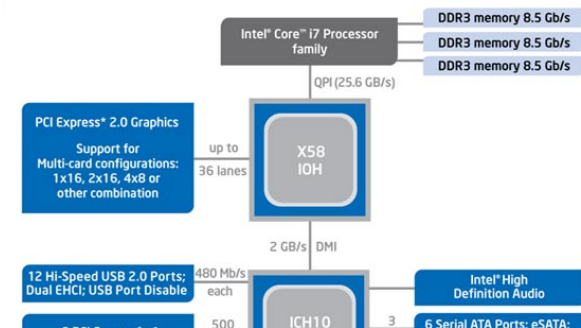 DDR3 memory 8.5 Gb/s
Intel® Core™ i7 Processor
family
DDR3 memory 8.5 Gb/s
DDR3 memory 8.5 Gb/s
QPI (25.6 GB/s)
PCI Express* 2.0 Graphics
Support for
Multi-card configurations:
1x16, 2x16, 4x8 or
other combination
up to
36 lanes
X58
IOH
2 GB/s DMI
12 Hi-Speed USB 2.0 Ports;
Dual EHCI; USB Port Disable
480 Mb/s
each
Intel® High
Definition Audio
500
ICH10
3
6 Serial ATA Ports; eSATA;